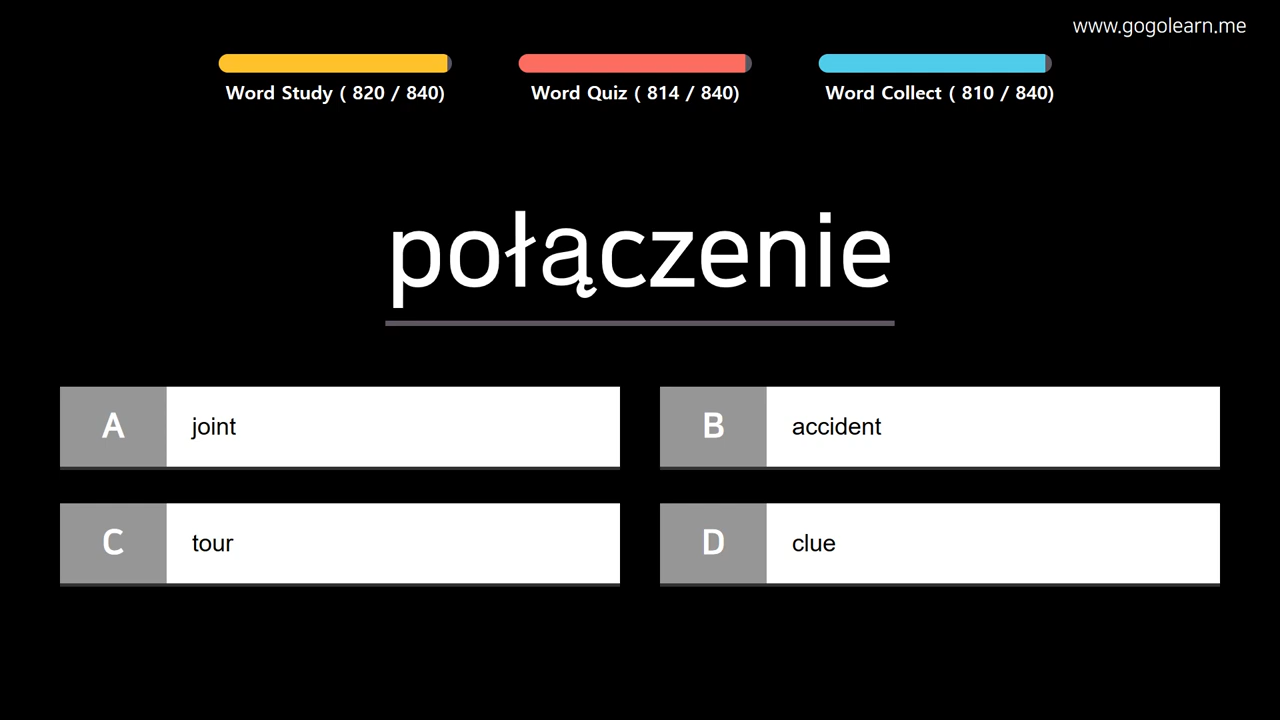 www.gogolearn.me
Word Study ( 820 / 840)
Word Quiz ( 814 / 840)
Word Collect ( 810 / 840)
połączenie
A joint
B accident
C tour
D clue